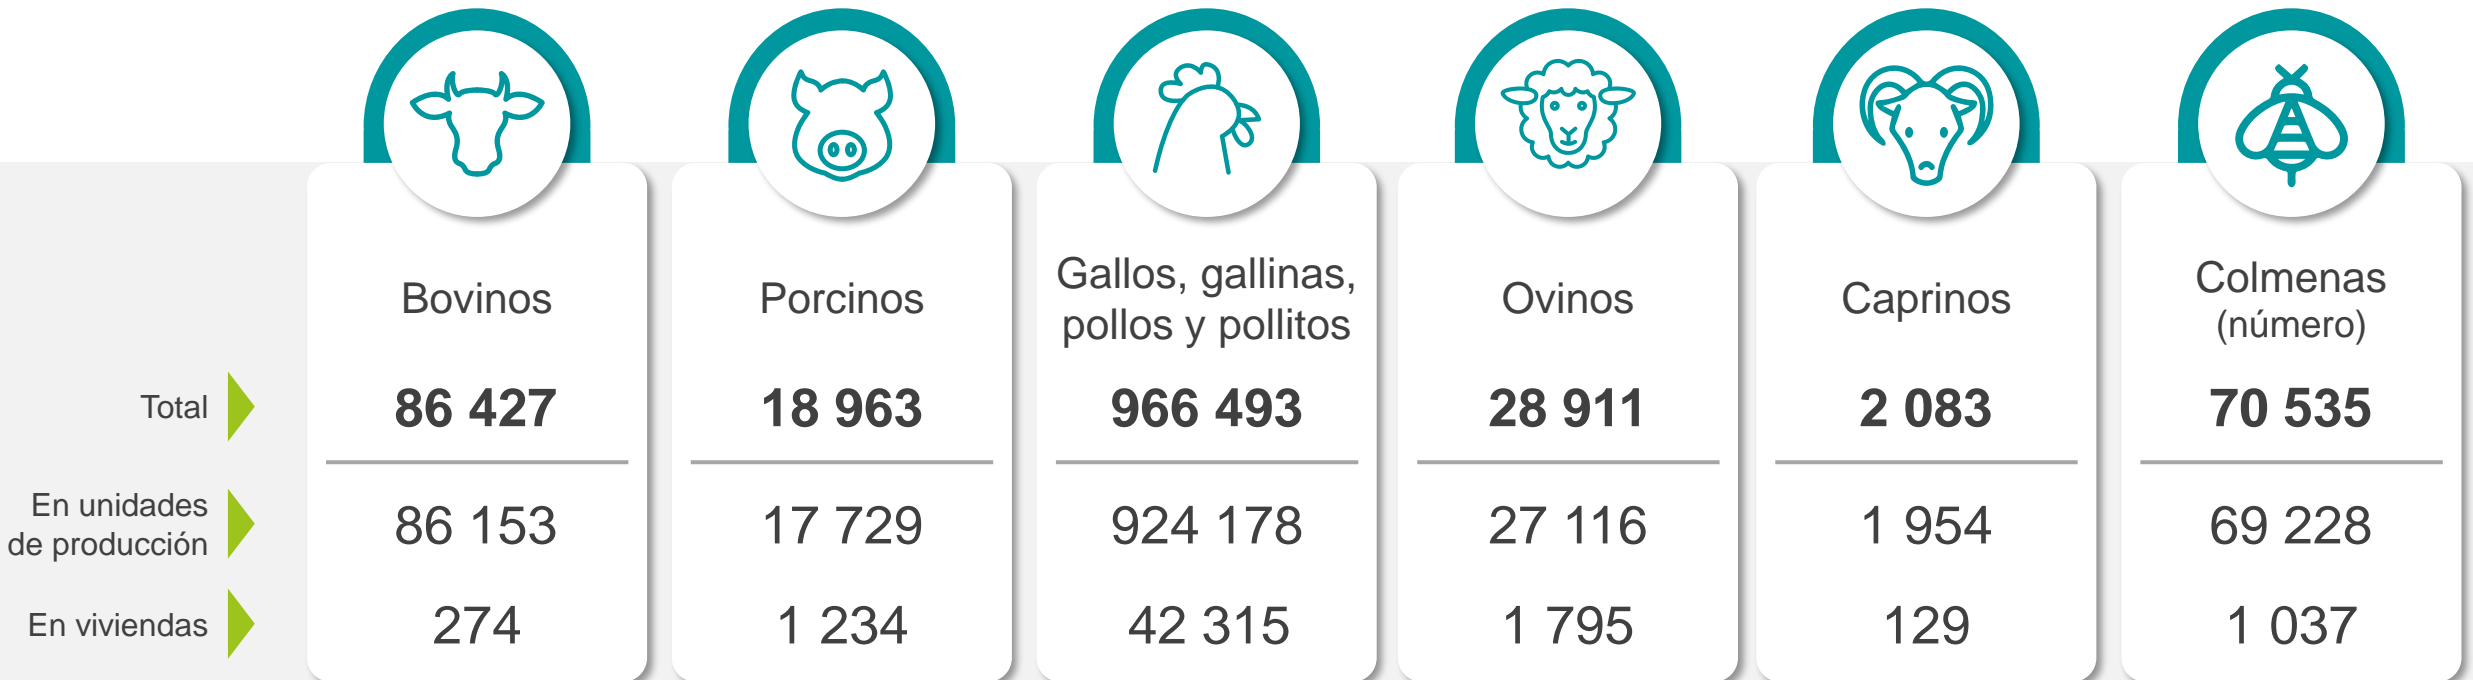 Bovinos
Porcinos
Gallos, gallinas,
pollos y pollitos
Ovinos
Caprinos
Colmenas
(número)
Total
86 427
18 963
966 493
28 911
2 083
70 535
En unidades
de producción
86 153
17 729
924 178
27 116
1 954
69 228
En viviendas
274
1 234
42 315
1 795
129
1 037